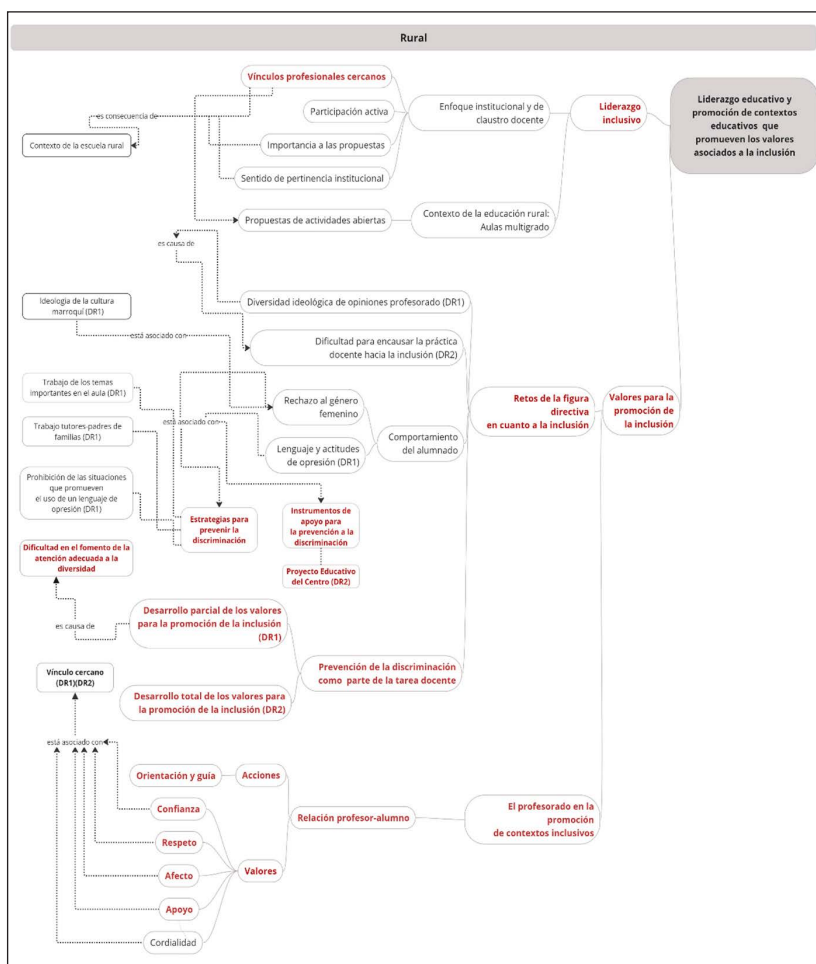 Rural
Vínculos profesionales cercanos
es consecuencia de
Participación activa
Enfoque institucional y de
claustro docente
Liderazgo
inclusivo
Liderazgo educativo y
promoción de contextos
educativos que
promueven los valores
asociados a la inclusión
Contexto de la escuela rural
Importancia a las propuestas
Sentido de pertinencia institucional
Propuestas de actividades abiertas
Contexto de la educación rural:
Aulas multigrado
es causa de
Ideología de la cultura
marroquí (DR1)
Diversidad ideológica de opiniones profesorado (DR1)
está asociado con
Dificultad para encausar la práctica
docente hacia la inclusión (DR2)
Trabajo de los temas
importantes en el aula (DR1)
Rechazo al género
femenino
Retos de la figura
directiva
en cuanto a la inclusión
Valores para la
promoción de
la inclusión
Trabajo tutores-padres de
familias (DR1)
está asociado con
Lenguaje y actitudes
de opresión (DR1)
Comportamiento
del alumnado
Prohibición de las situaciones
que promueven
el uso de un lenguaje de
opresión (DR1)
Estrategias para
prevenir la
discriminación
Instrumentos de
apoyo para
la prevención a la
discriminación
Dificultad en el fomento de la
atención adecuada a la
diversidad
Proyecto Educativo
del Centro (DR2)
es causa de
Desarrollo parcial de los valores
para la promoción de la inclusión
(DR1)
Prevención de la discriminación
como parte de la tarea docente
Vínculo cercano
(DR1)(DR2)
Desarrollo total de los valores para
la promoción de la inclusión (DR2)
está asociado con
Orientación y guía
Acciones
Confianza
Relación profesor-alumno
El profesorado en la
promoción
de contextos inclusivos
Respeto
Valores
Afecto
Apoyo
Cordialidad